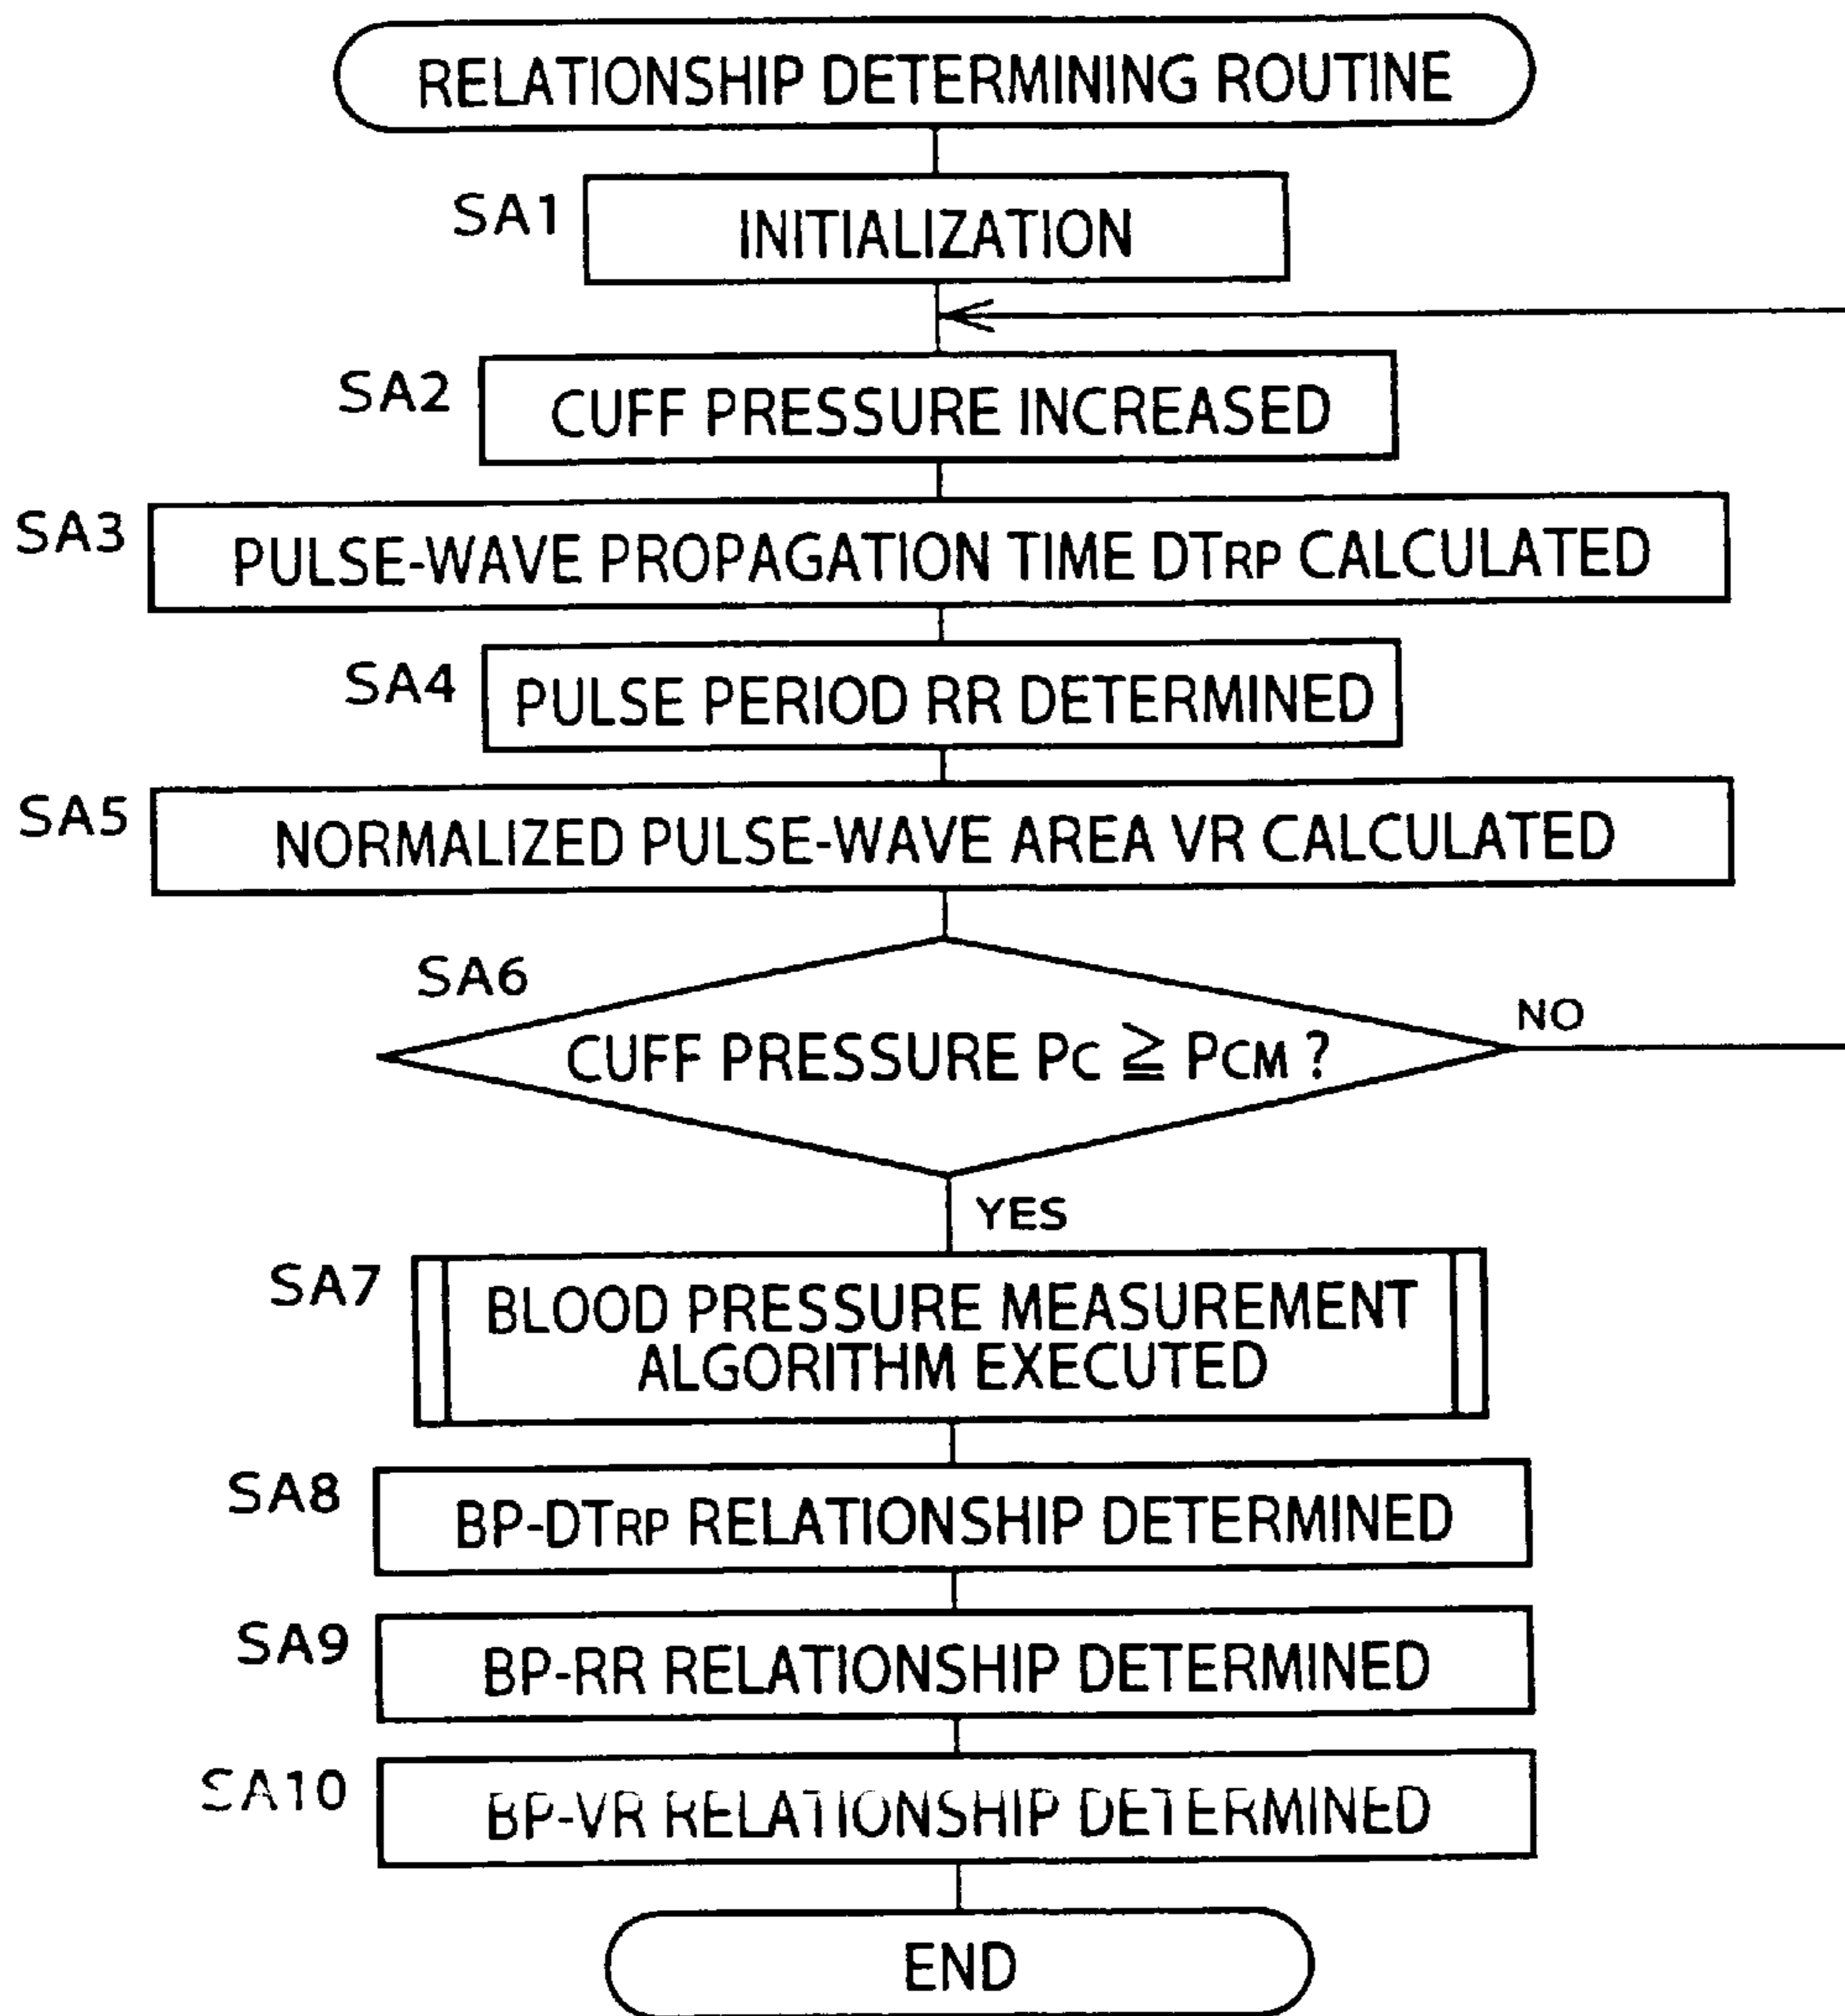 RELATIONSHIP DETERMINING ROUTINE
SA1
INITIALIZATION
SA2
CUFF PRESSURE INCREASED
SA3
PULSE-WAVE PROPAGATION TIME DTRP CALCULATED
SA4
PULSE PERIOD RR DETERMINED
SA5
NORMALIZED PULSE-WAVE AREA VR CALCULATED
SA6
CUFF PRESSURE PC ≧ PCM ?
NO
YES
SA7
BLOOD PRESSURE MEASUREMENT
ALGORITHM EXECUTED
SA8
BP-DTRP RELATIONSHIP DETERMINED
SA9
BP-RR RELATIONSHIP DETERMINED
SA10
BP-VR RELATIONSHIP DETERMINED
END